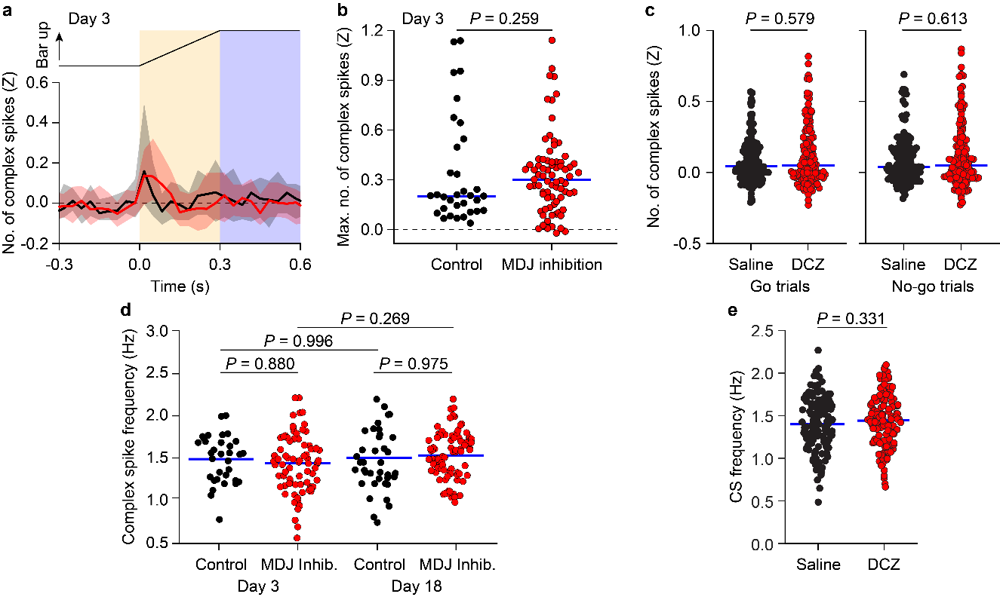 a
Day 3
Bar up
No. of complex spikes (Z)
0.6
0.4
0.2
0.0
-0.2
-0.3
0.0
0.3
0.6
Time (s)
b
Day 3
P = 0.259
Max. no. of complex spikes (Z)
1.2
0.9
0.6
0.3
0.0
Control
MDJ inhibition
c
P = 0.579
P = 0.613
No. of complex spikes (Z)
1.0
0.5
0.0
-0.5
Saline
DCZ
Saline
DCZ
Go trials
No-go trials
d
P = 0.269
P = 0.996
P = 0.880
P = 0.975
Complex spike frequency (Hz)
3.0
2.5
2.0
1.5
1.0
0.5
Control
MDJ Inhib.
Control
MDJ Inhib.
Day 3
Day 18
e
P = 0.331
CS frequency (Hz)
2.5
2.0
1.5
1.0
0.5
0.0
Saline
DCZ